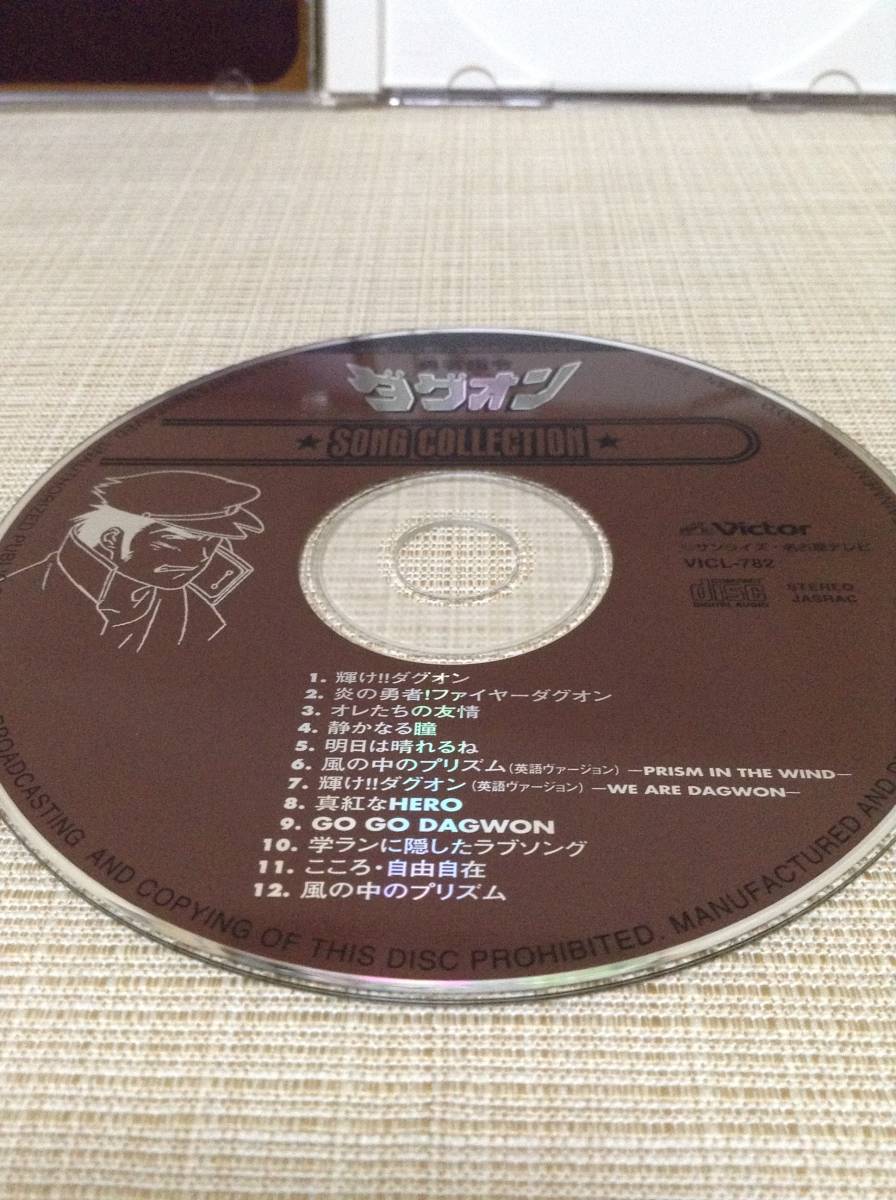 ダグオン
★ SONG COLLECTION ★
Victor
サンライズ・名古屋テレビ
VICL-782
COMPACT
disc
DIGITAL AUDIO
STEREO
JASRAC
1. 輝け!!ダグオン
2. 炎の勇者!ファイヤーダグオン
3. オレたちの友情
4. 静かなる瞳
5. 明日は晴れるね
6. 風の中のプリズム(英語ヴァージョン) —PRISM IN THE WIND—
7. 輝け!!ダグオン(英語ヴァージョン) —WE ARE DAGWON—
8. 真紅なHERO
9. GO GO DAGWON
10. 学ランに隠したラブソング
11. こころ・自由自在
12. 風の中のプリズム
BROADCASTING AND COPYING OF THIS DISC PROHIBITED. MANUFACTURED AND